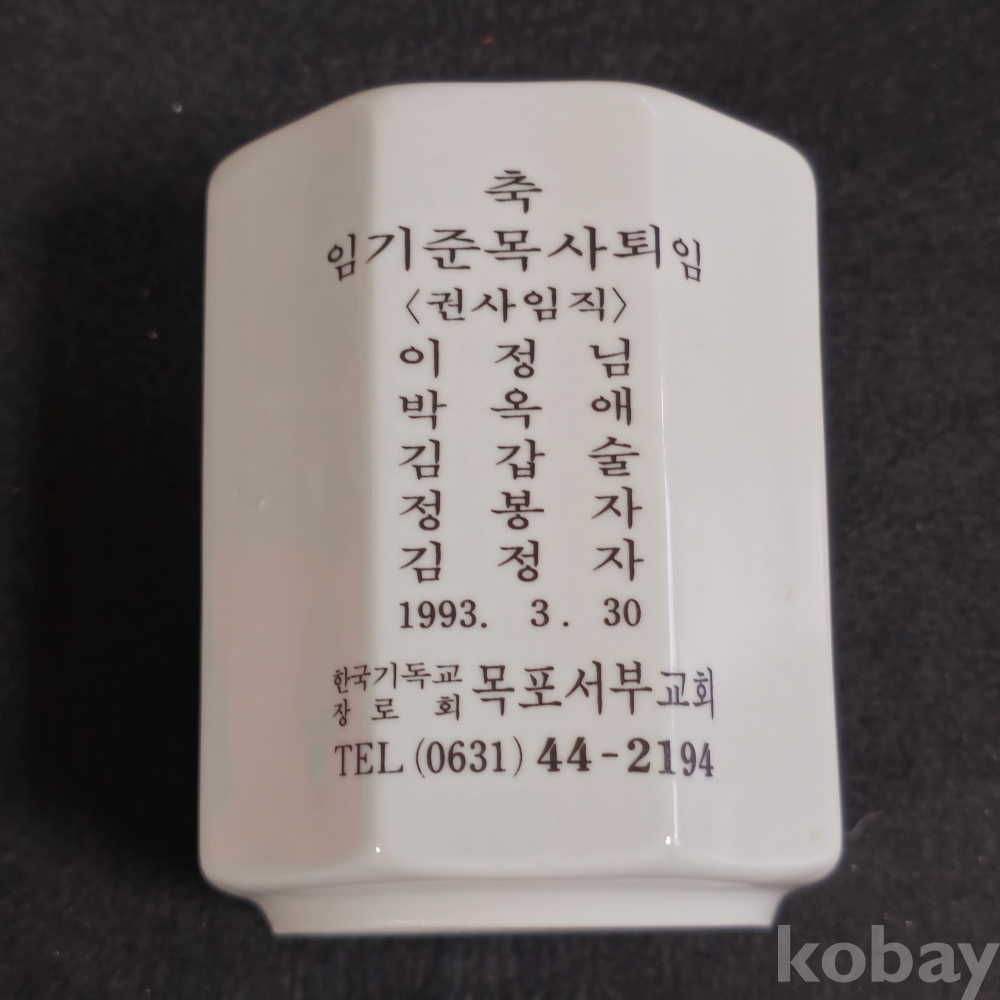 축
임기준목사퇴임
〈권사임직〉
이 정 님
박 옥 애
김 갑 술
정 봉 자
김 정 자
1993. 3. 30
한국기독교
장로회 목포서부교회
TEL (0631) 44-2194
kobay